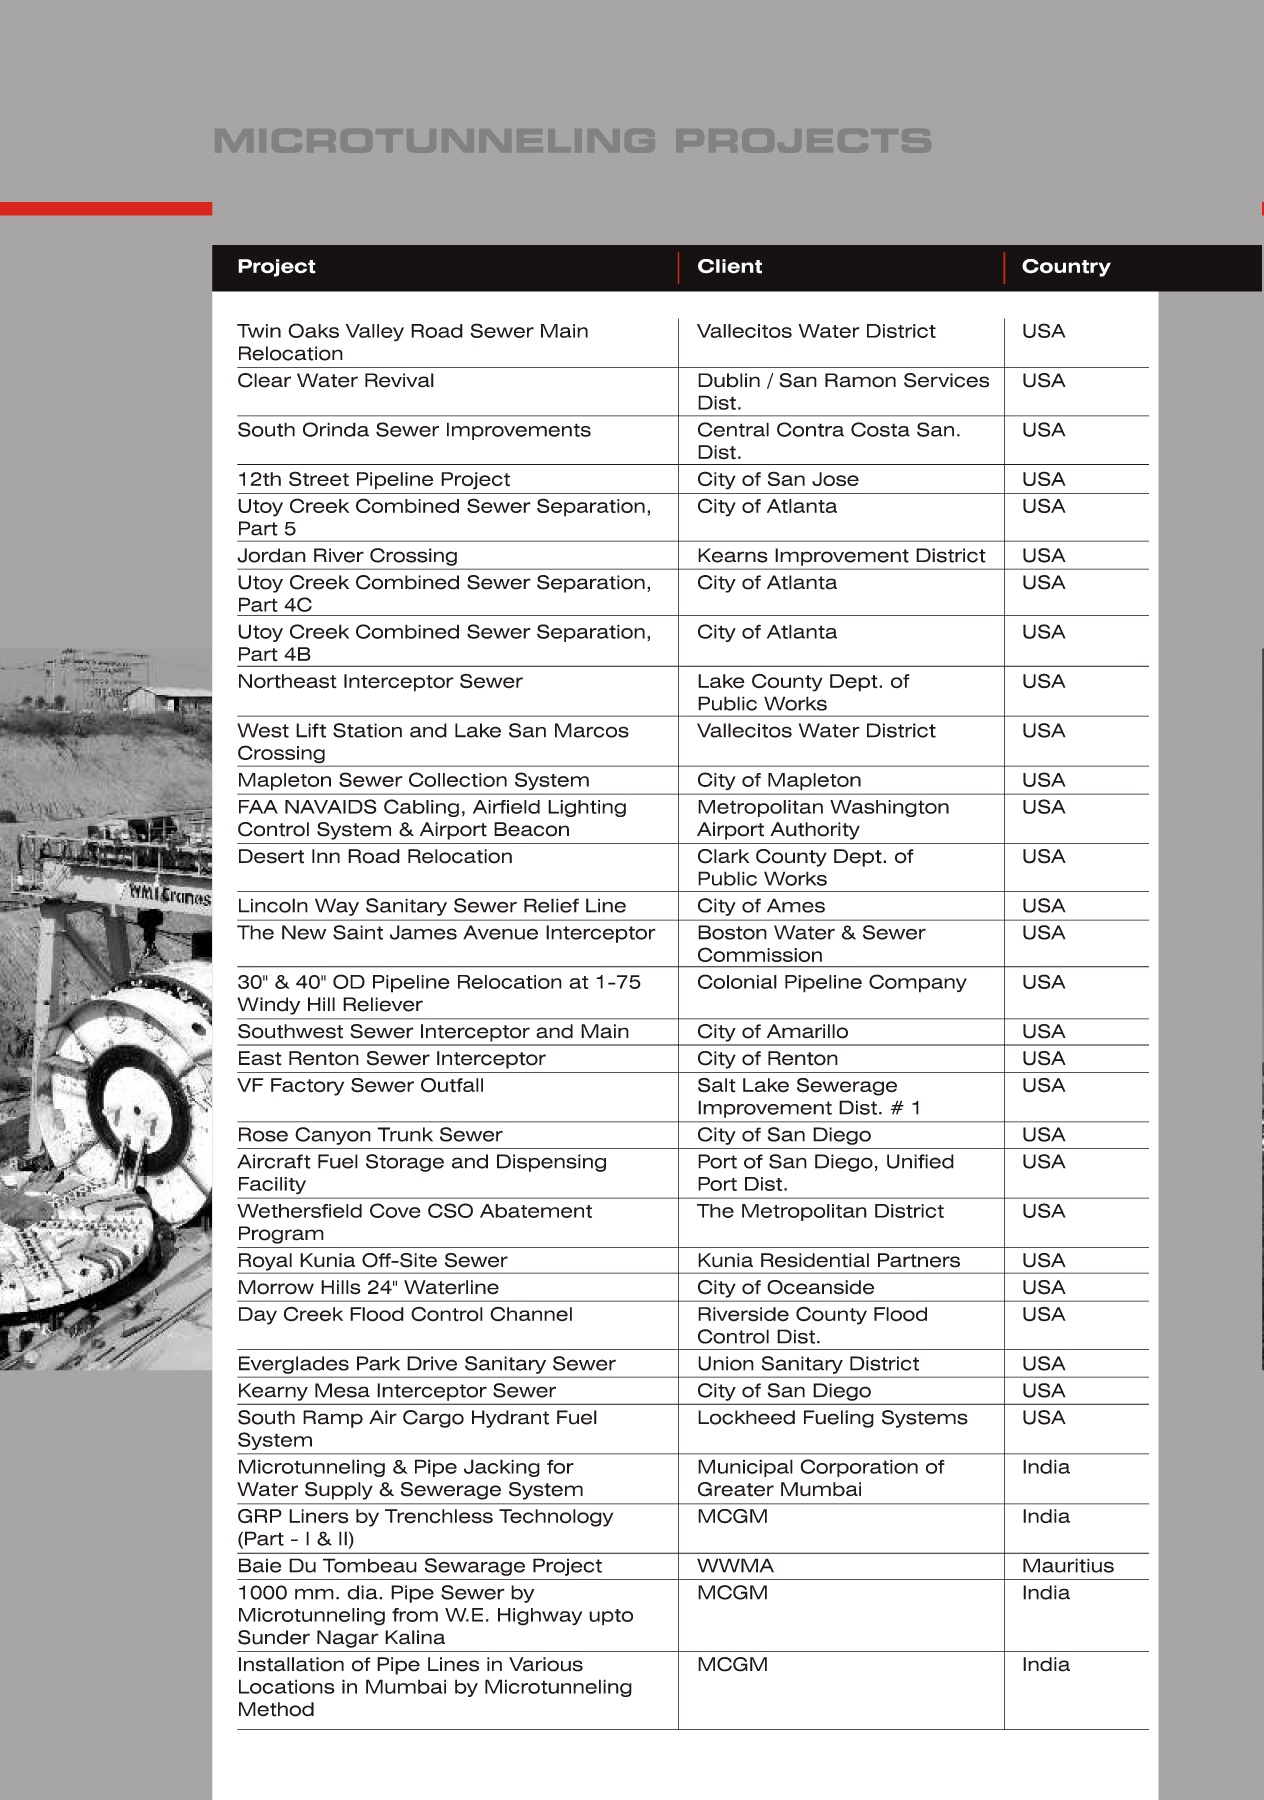 MICROTUNNELING PROJECTS
Project Client Country
Twin Oaks Valley Road Sewer Main Vallecitos Water District USA
Relocation
Clear Water Revival Dublin / San Ramon Services USA
Dist.
South Orinda Sewer Improvements Central Contra Costa San. USA
Dist.
12th Street Pipeline Project City of San Jose USA
Utoy Creek Combined Sewer Separation, City of Atlanta USA
Part 5
Jordan River Crossing Kearns Improvement District USA
Utoy Creek Combined Sewer Separation, City of Atlanta USA
Part 4C
Utoy Creek Combined Sewer Separation, City of Atlanta USA
Part 4B
Northeast Interceptor Sewer Lake County Dept. of USA
Public Works
West Lift Station and Lake San Marcos Vallecitos Water District USA
Crossing
Mapleton Sewer Collection System City of Mapleton USA
FAA NAVAIDS Cabling, Airfield Lighting Metropolitan Washington USA
Control System & Airport Beacon Airport Authority
Desert Inn Road Relocation Clark County Dept. of USA
Public Works
Lincoln Way Sanitary Sewer Relief Line City of Ames USA
The New Saint James Avenue Interceptor Boston Water & Sewer USA
Commission
30" & 40" OD Pipeline Relocation at 1-75 Colonial Pipeline Company USA
Windy Hill Reliever
Southwest Sewer Interceptor and Main City of Amarillo USA
East Renton Sewer Interceptor City of Renton USA
VF Factory Sewer Outfall Salt Lake Sewerage USA
Improvement Dist. # 1
Rose Canyon Trunk Sewer City of San Diego USA
Aircraft Fuel Storage and Dispensing Port of San Diego, Unified USA
Facility Port Dist.
Wethersfield Cove CSO Abatement The Metropolitan District USA
Program
Royal Kunia Off-Site Sewer Kunia Residential Partners USA
Morrow Hills 24" Waterline City of Oceanside USA
Day Creek Flood Control Channel Riverside County Flood USA
Control Dist.
Everglades Park Drive Sanitary Sewer Union Sanitary District USA
Kearny Mesa Interceptor Sewer City of San Diego USA
South Ramp Air Cargo Hydrant Fuel Lockheed Fueling Systems USA
System
Microtunneling & Pipe Jacking for Municipal Corporation of India
Water Supply & Sewerage System Greater Mumbai
GRP Liners by Trenchless Technology MCGM India
(Part - I & II)
Baie Du Tombeau Sewarage Project WWMA Mauritius
1000 mm. dia. Pipe Sewer by MCGM India
Microtunneling from W.E. Highway upto
Sunder Nagar Kalina
Installation of Pipe Lines in Various MCGM India
Locations in Mumbai by Microtunneling
Method
WMI Cranes